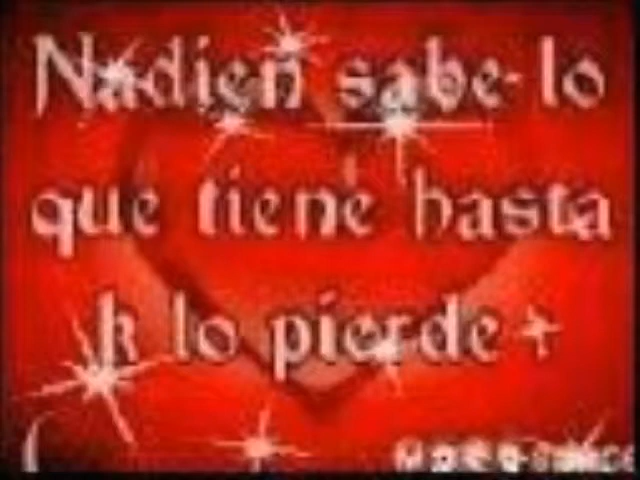 Nadien sabe lo
que tiene hasta
k lo pierde